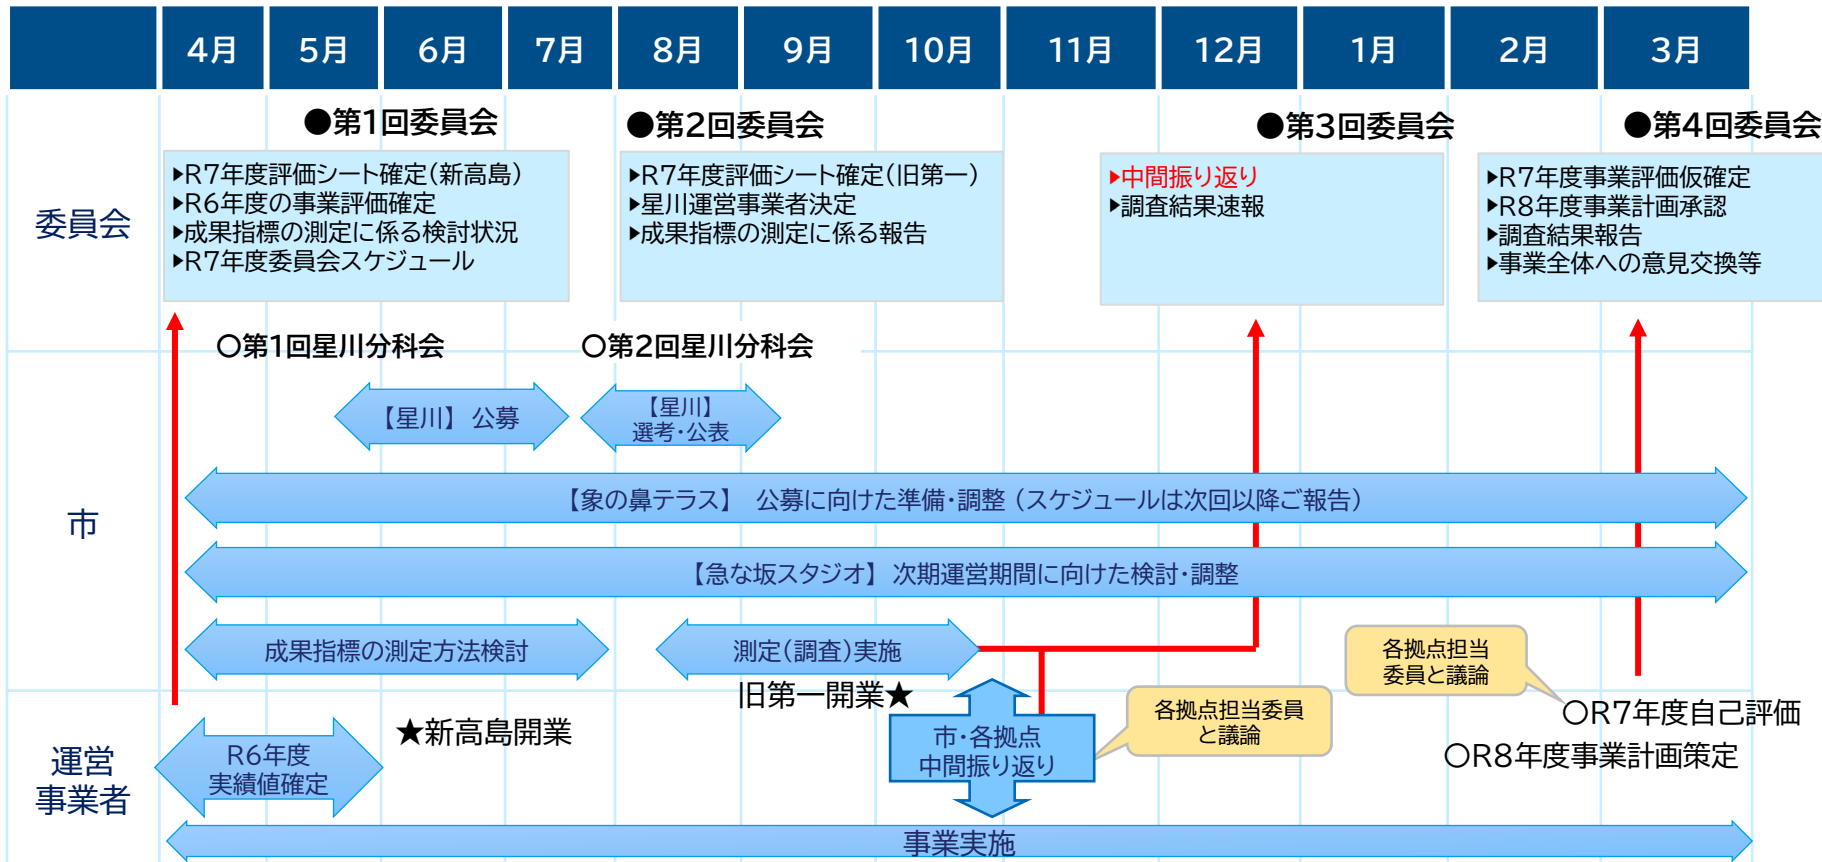 4月 5月 6月 7月 8月 9月 10月 11月 12月 1月 2月 3月
委員会
●第1回委員会
▶R7年度評価シート確定(新高島)
▶R6年度の事業評価確定
▶成果指標の測定に係る検討状況
▶R7年度委員会スケジュール
●第2回委員会
▶R7年度評価シート確定(旧第一)
▶星川運営事業者決定
▶成果指標の測定に係る報告
●第3回委員会
▶中間振り返り
▶調査結果速報
●第4回委員会
▶R7年度事業評価仮確定
▶R8年度事業計画承認
▶調査結果報告
▶事業全体への意見交換等
○第1回星川分科会
○第2回星川分科会
市
【星川】 公募
【星川】
選考・公表
【象の鼻テラス】 公募に向けた準備・調整 (スケジュールは次回以降ご報告)
【急な坂スタジオ】 次期運営期間に向けた検討・調整
成果指標の測定方法検討
測定(調査)実施
各拠点担当
委員と議論
運営
事業者
R6年度
実績値確定
★新高島開業
旧第一開業★
市・各拠点
中間振り返り
各拠点担当委員
と議論
○R7年度自己評価
○R8年度事業計画策定
事業実施